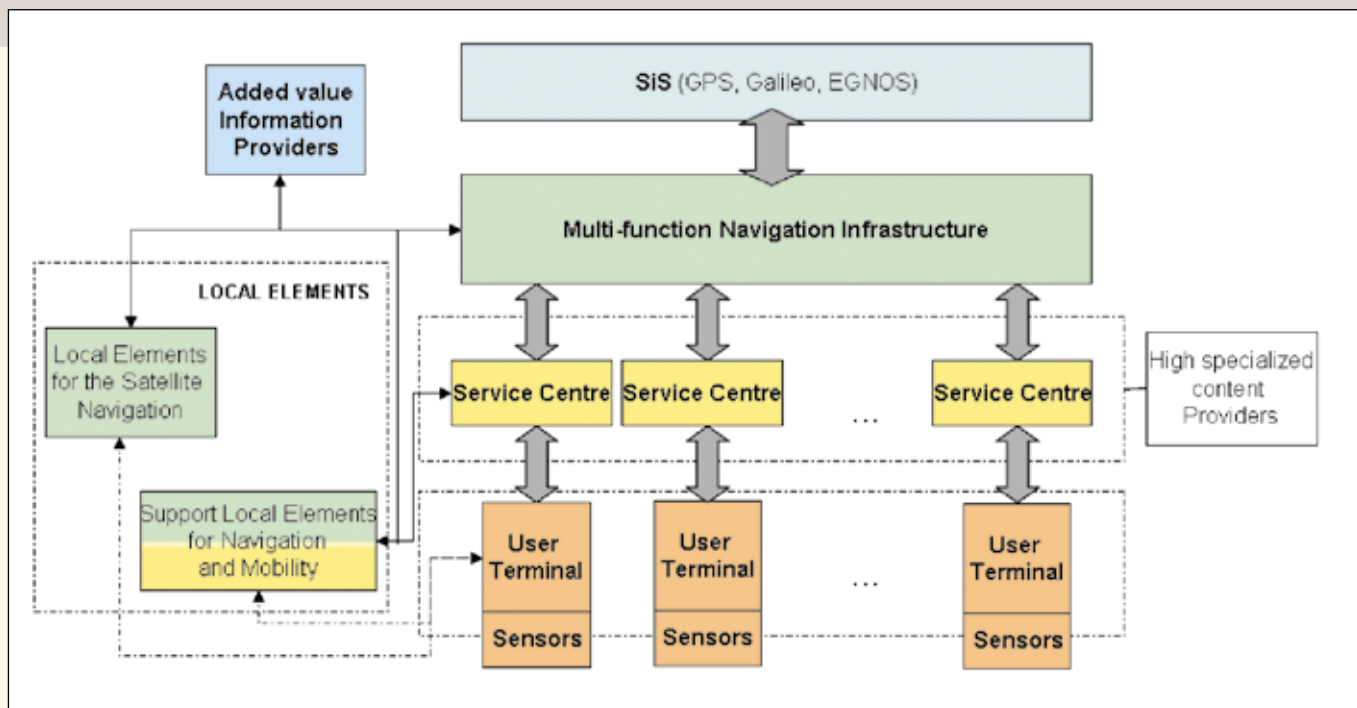 SiS (GPS, Galileo, EGNOS)
Added value
Information
Providers
Multi-function Navigation Infrastructure
LOCAL ELEMENTS
Local Elements
for the Satellite
Navigation
Service Centre
Service Centre
...
Service Centre
High specialized
content
Providers
Support Local Elements
for Navigation
and Mobility
User
Terminal
Sensors
User
Terminal
Sensors
...
User
Terminal
Sensors